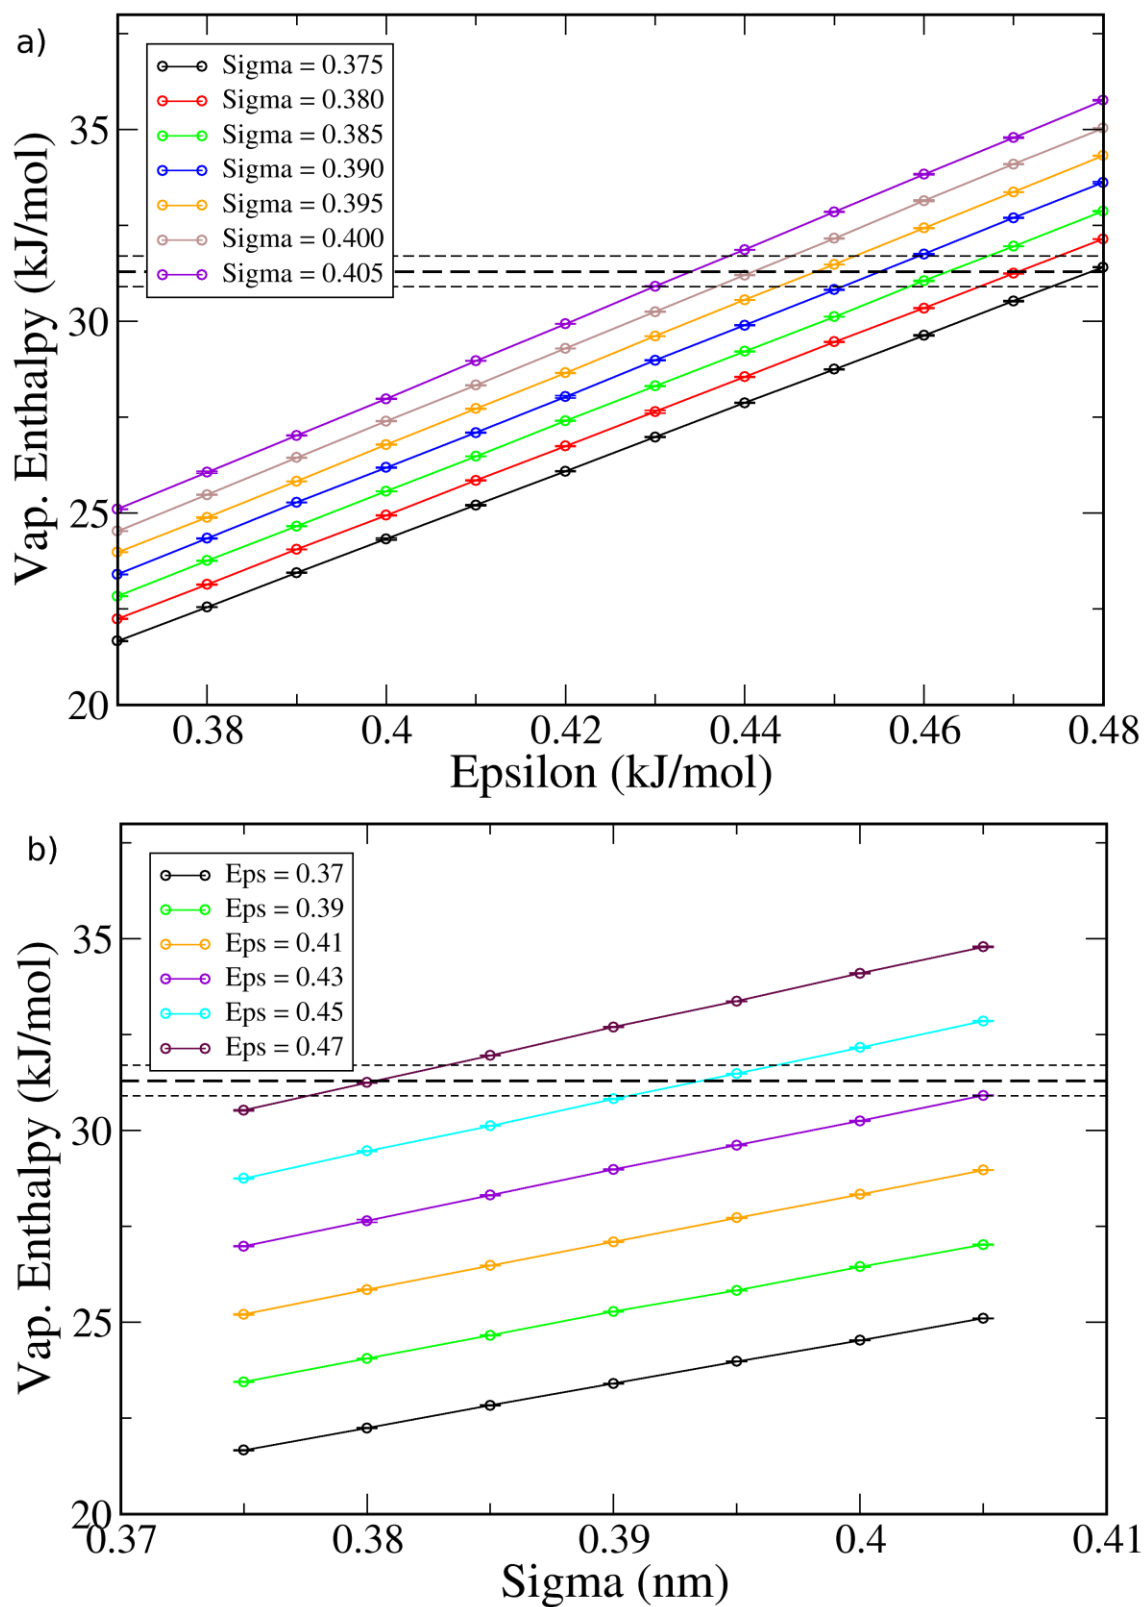 a)
Sigma = 0.375
Sigma = 0.380
Sigma = 0.385
Sigma = 0.390
Sigma = 0.395
Sigma = 0.400
Sigma = 0.405
Vap. Enthalpy (kJ/mol)
35
30
25
20
0.38 0.4 0.42 0.44 0.46 0.48
Epsilon (kJ/mol)
b)
Eps = 0.37
Eps = 0.39
Eps = 0.41
Eps = 0.43
Eps = 0.45
Eps = 0.47
Vap. Enthalpy (kJ/mol)
35
30
25
20
0.37 0.38 0.39 0.4 0.41
Sigma (nm)